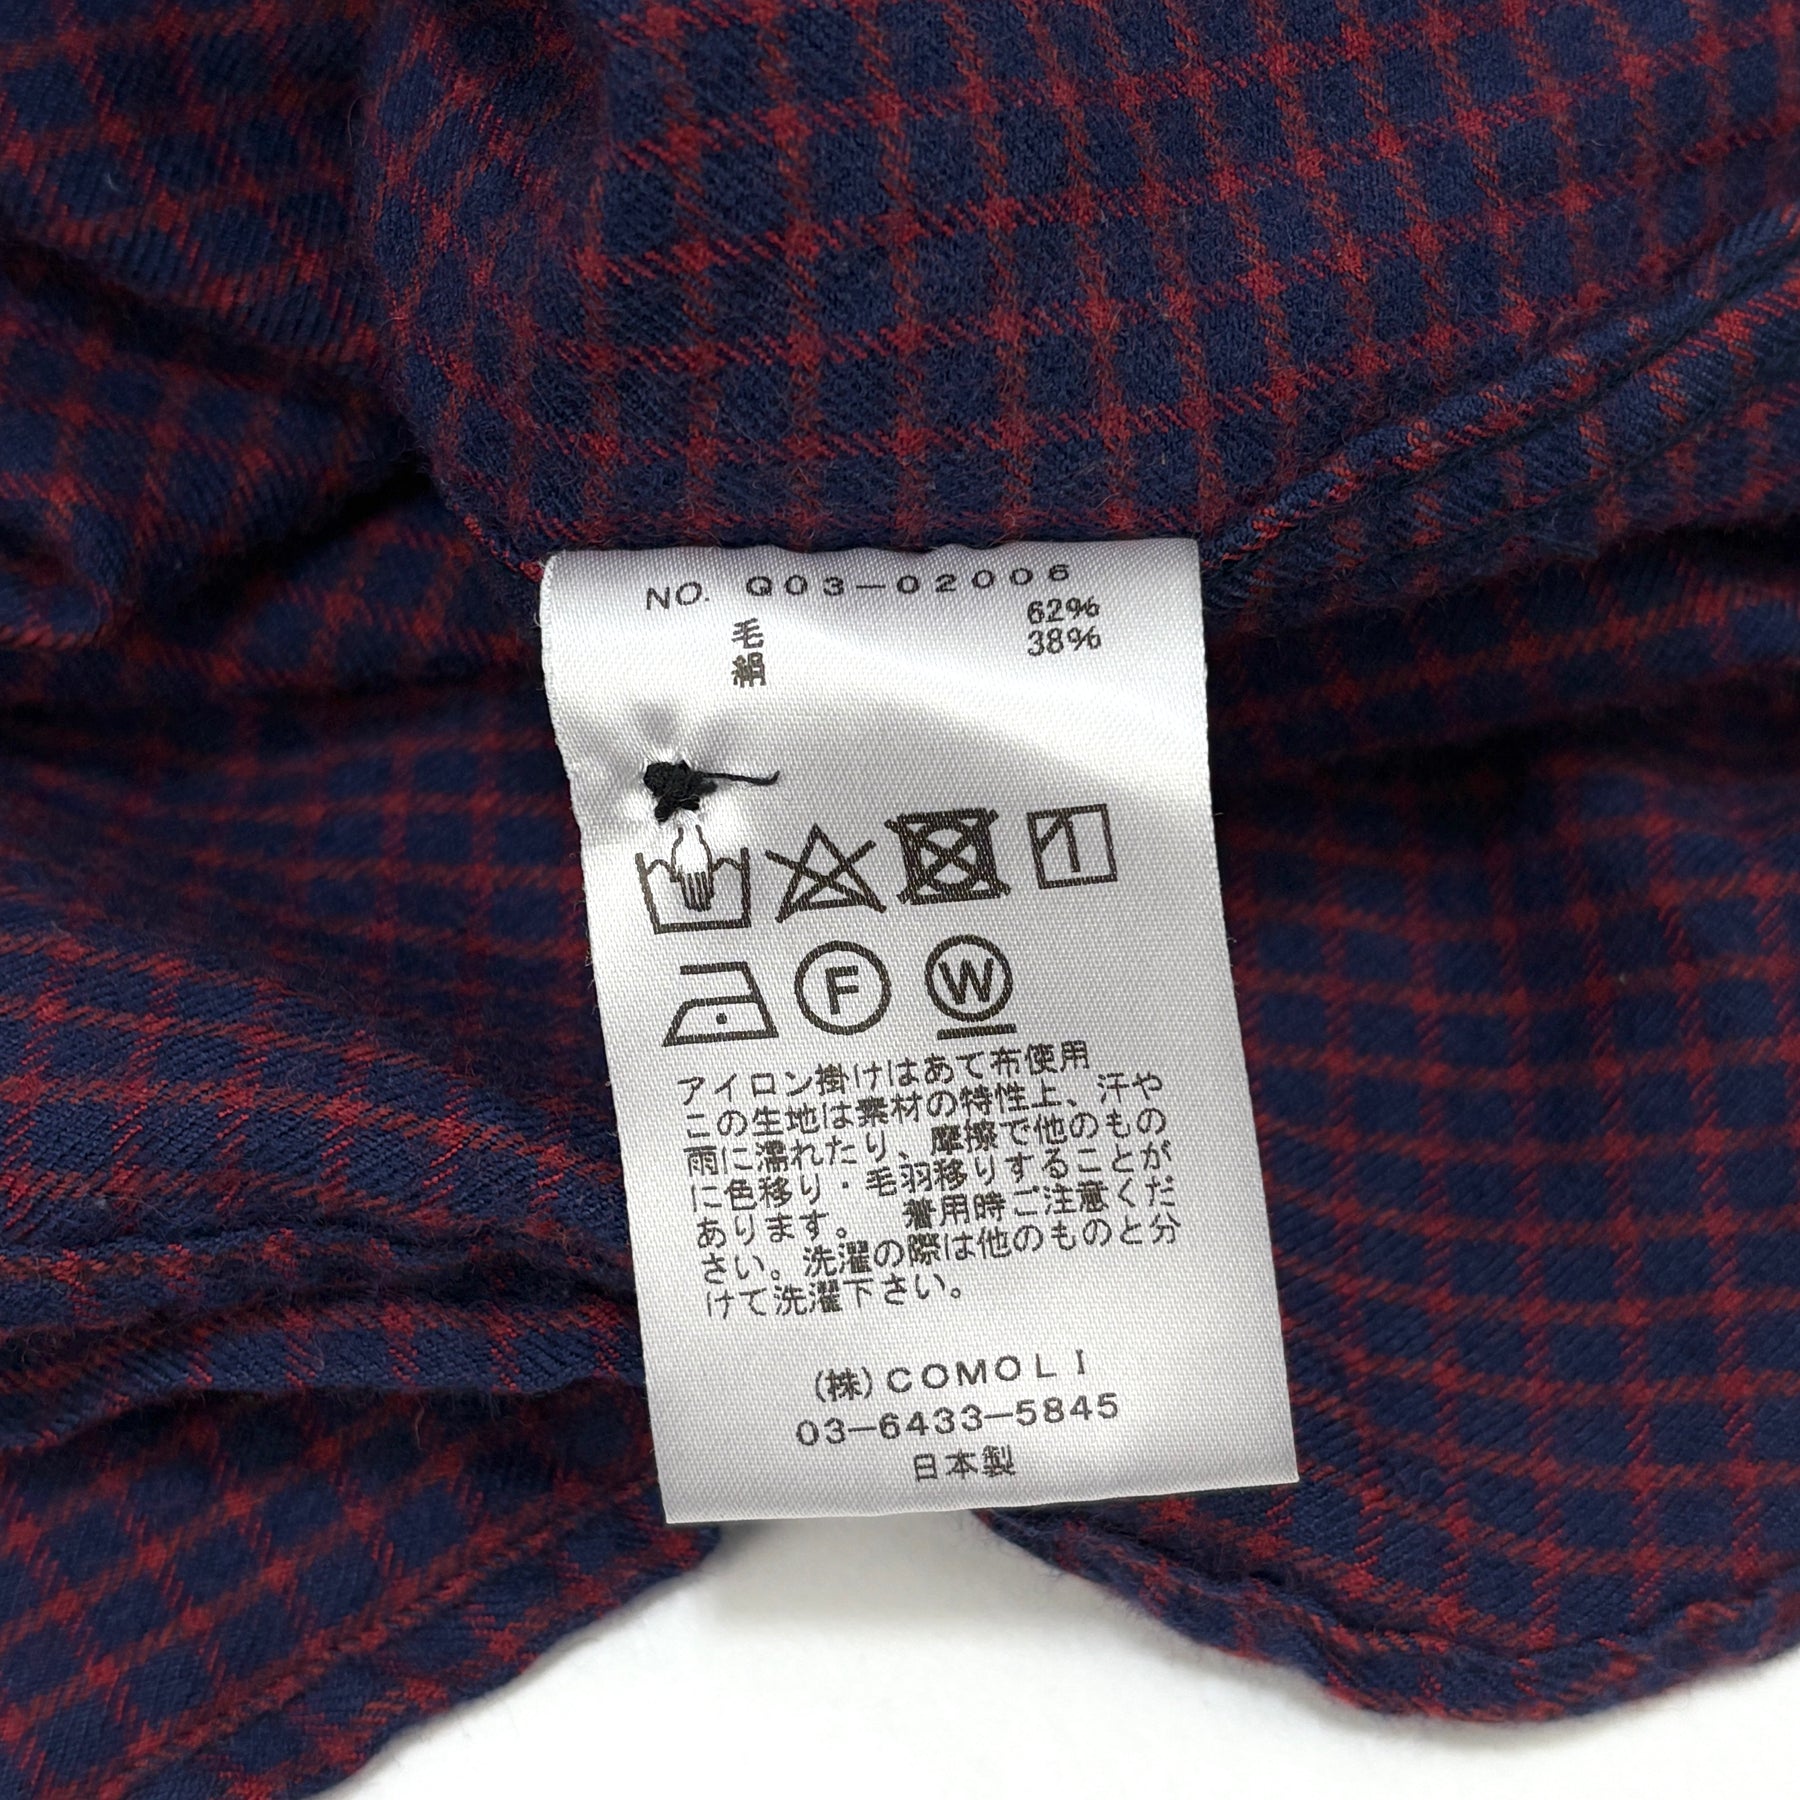 NO. Q03-02006
毛 62%
絹 38%
1
F W
アイロン掛けはあて布使用
この生地は素材の特性上、汗や
雨に濡れたり、摩擦で他のもの
に色移り・毛羽移りすることが
あります。 着用時ご注意くだ
さい。洗濯の際は他のものと分
けて洗濯下さい。
(株)COMOLI
03-6433-5845
日本製